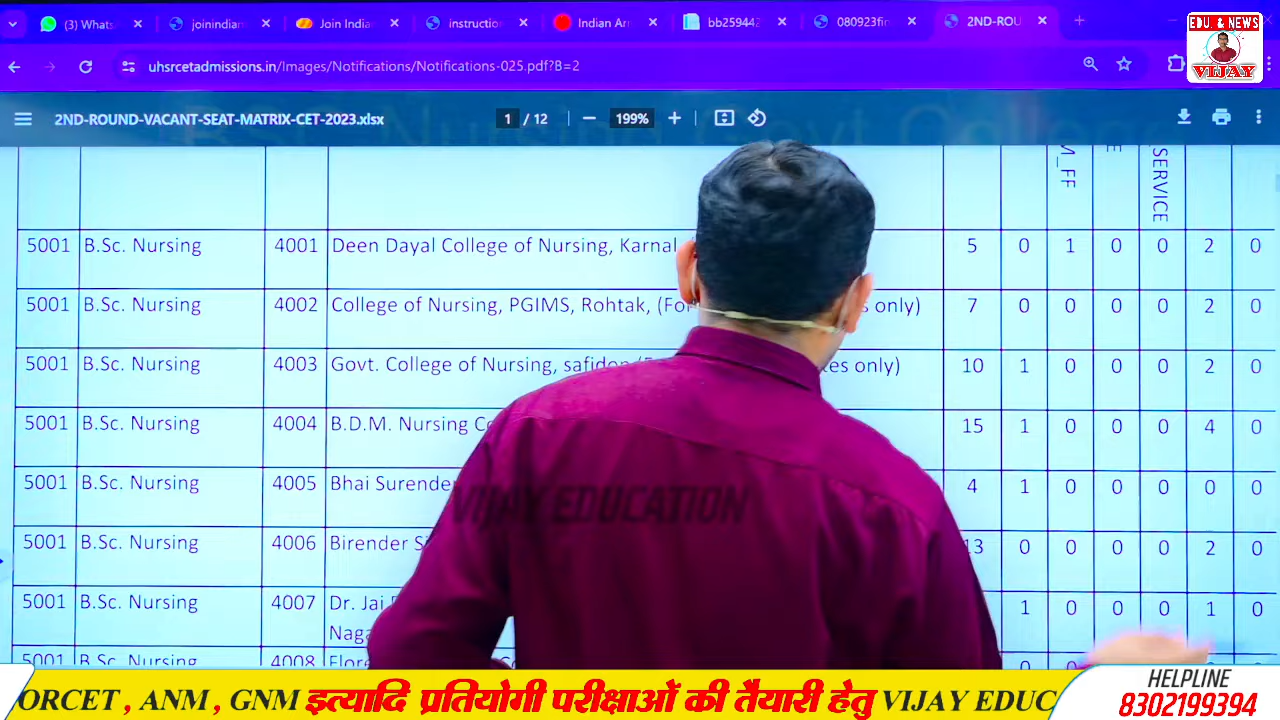 (3) Whats
joinindian
Join India
instruction
Indian Ar
bb259442
080923fin
2ND-ROU
EDU. & NEWS
VIJAY
uhsrcetadmissions.in/Images/Notifications/Notifications-025.pdf?B=2
2ND-ROUND-VACANT-SEAT-MATRIX-CET-2023.xlsx
1 / 12
199%
M_FF
E
SERVICE
5001 B.Sc. Nursing 4001 Deen Dayal College of Nursing, Karnal 5 0 1 0 0 2 0
5001 B.Sc. Nursing 4002 College of Nursing, PGIMS, Rohtak, (For s only) 7 0 0 0 0 2 0
5001 B.Sc. Nursing 4003 Govt. College of Nursing, safidon tes only) 10 1 0 0 0 2 0
5001 B.Sc. Nursing 4004 B.D.M. Nursing 15 1 0 0 0 4 0
5001 B.Sc. Nursing 4005 Bhai Surende 4 1 0 0 0 0 0
5001 B.Sc. Nursing 4006 Birender S 13 0 0 0 0 2 0
5001 B.Sc. Nursing 4007 Dr. Jai 1 0 0 0 1 0
Naga
5001 B.Sc. Nursing 4008 Flore
VIJAY EDUCATION
ORCET , ANM , GNM इत्यादि प्रतियोगी परीक्षाओं की तैयारी हेतु VIJAY EDUC
HELPLINE
8302199394